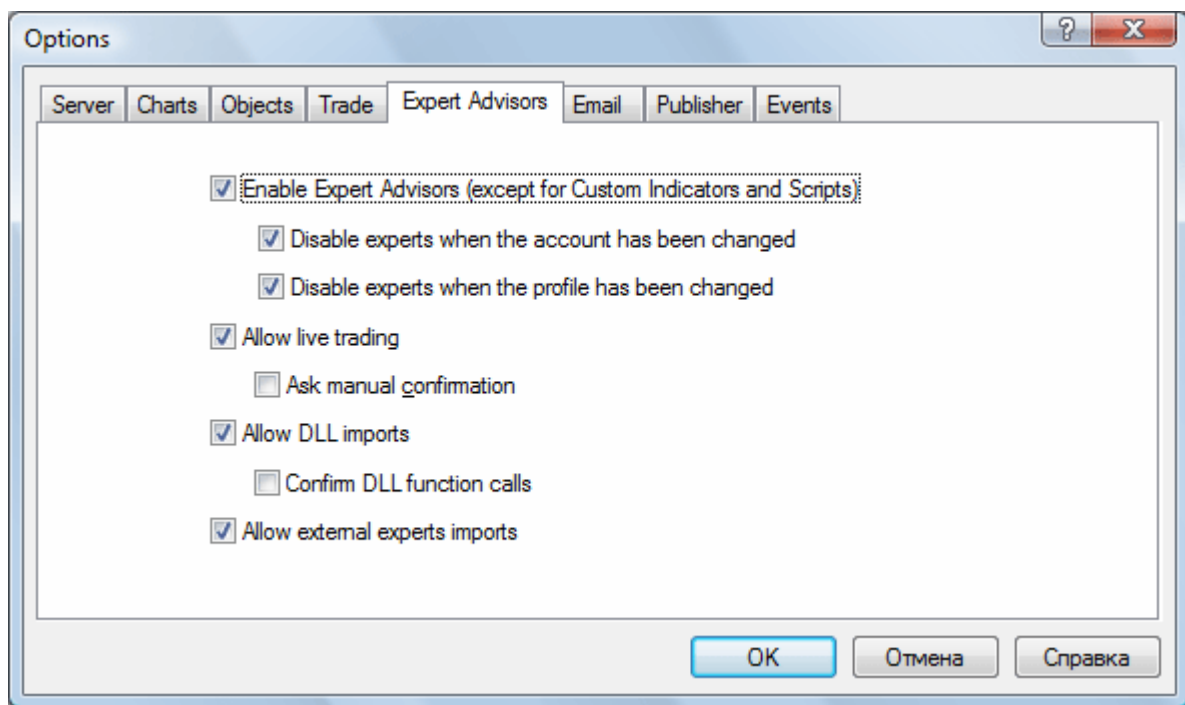 Options
Server Charts Objects Trade Expert Advisors Email Publisher Events
Enable Expert Advisors (except for Custom Indicators and Scripts)
Disable experts when the account has been changed
Disable experts when the profile has been changed
Allow live trading
Ask manual confirmation
Allow DLL imports
Confirm DLL function calls
Allow external experts imports
OK Отмена Справка